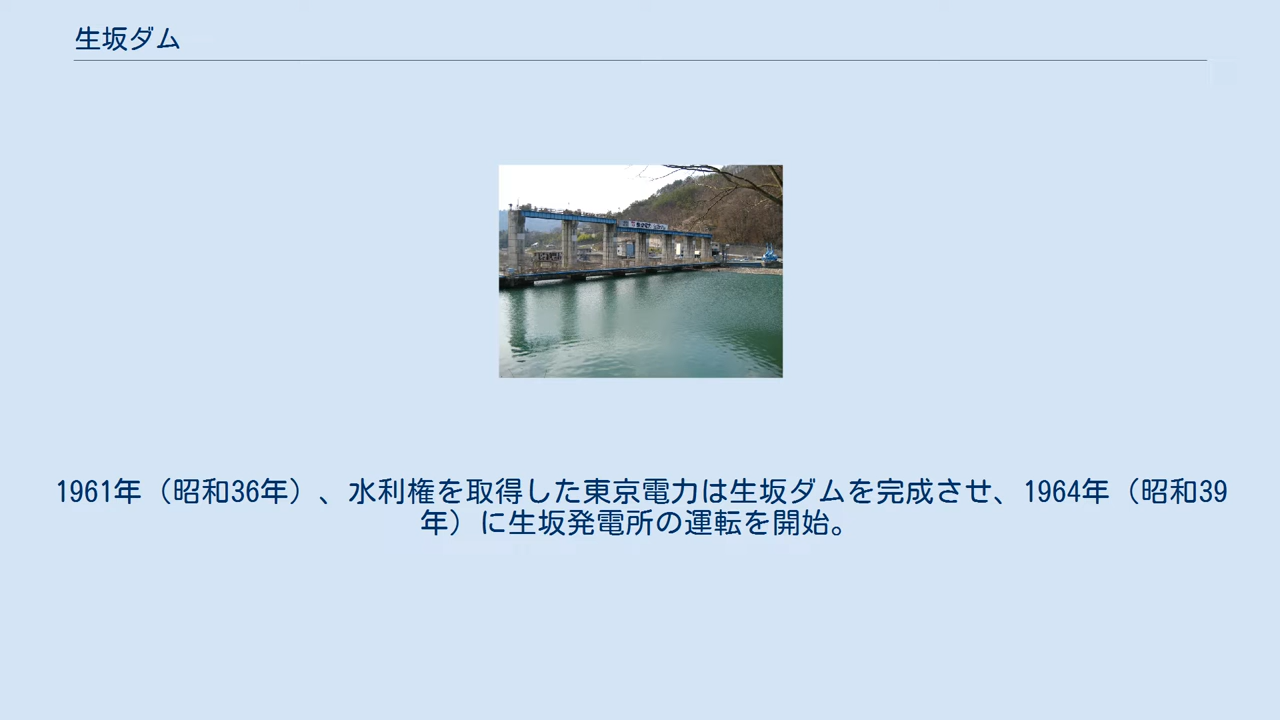 生坂ダム
1961年（昭和36年）、水利権を取得した東京電力は生坂ダムを完成させ、1964年（昭和39
年）に生坂発電所の運転を開始。